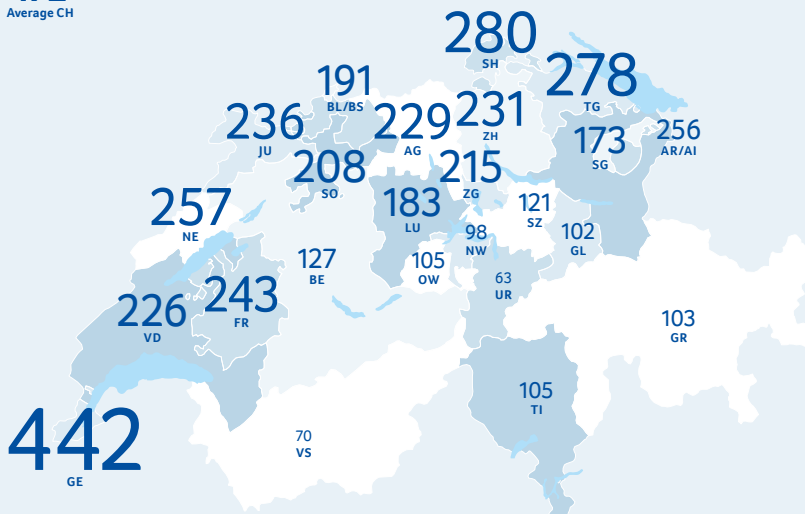 Average CH
280
SH
278
TG
191
BL/BS
236
JU
229
AG
231
ZH
173
SG
256
AR/AI
208
SO
215
ZG
183
LU
121
SZ
257
NE
98
NW
102
GL
127
BE
105
OW
63
UR
226
VD
243
FR
103
GR
105
TI
442
GE
70
VS